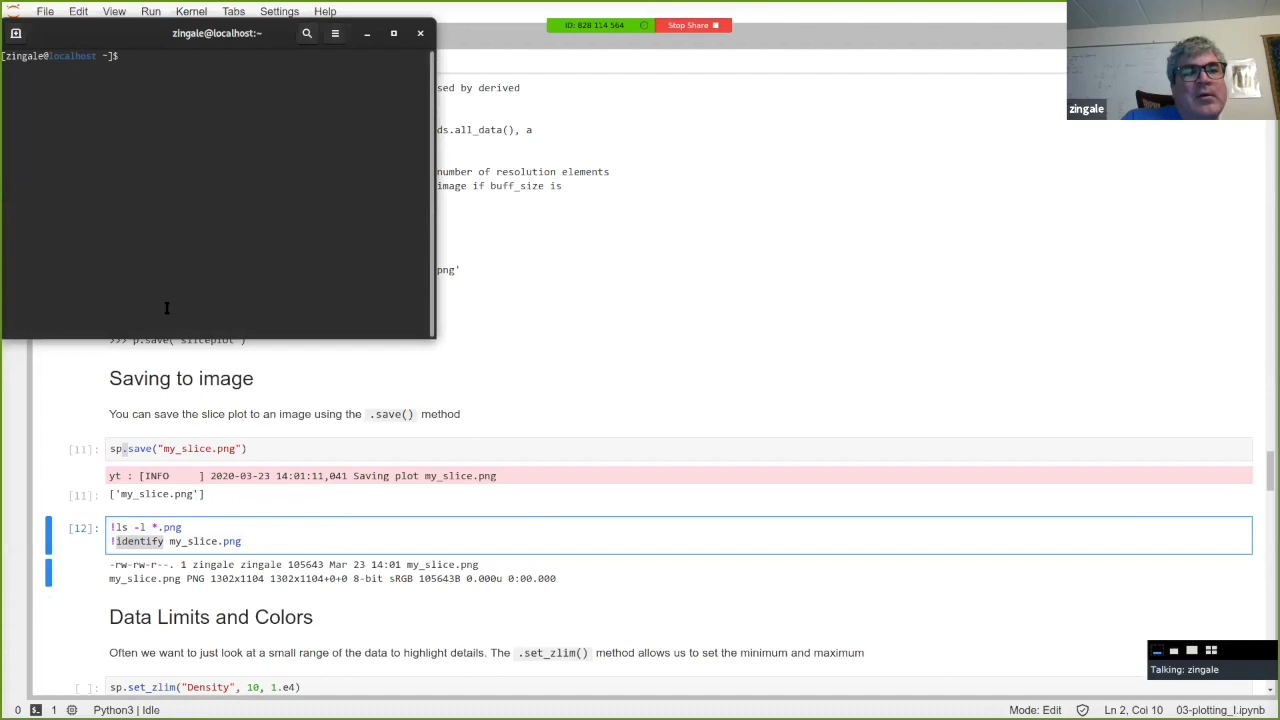 File Edit View Run Kernel Tabs Settings Help
ID: 828 114 564 Stop Share
zingale@localhost:~
[zingale@localhost ~]$
zingale
sed by derived
ds.all_data(), a
number of resolution elements
image if buff_size is
png'
>>> p.save('sliceplot')
Saving to image
You can save the slice plot to an image using the .save() method
[11]: sp.save("my_slice.png")
yt : [INFO     ] 2020-03-23 14:01:11,041 Saving plot my_slice.png
[11]: ['my_slice.png']
[12]: !ls -l *.png
!identify my_slice.png
-rw-rw-r--. 1 zingale zingale 105643 Mar 23 14:01 my_slice.png
my_slice.png PNG 1302x1104 1302x1104+0+0 8-bit sRGB 105643B 0.000u 0:00.000
Data Limits and Colors
Often we want to just look at a small range of the data to highlight details. The .set_zlim() method allows us to set the minimum and maximum
[ ]: sp.set_zlim("Density", 10, 1.e4)
Talking: zingale
0 1 Python3 | Idle Mode: Edit Ln 2, Col 10 03-plotting_I.ipynb